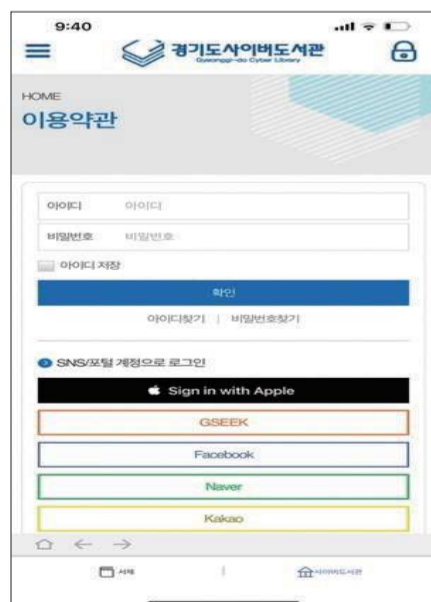 9:40
경기도사이버도서관
Gyeonggi-do Cyber Library
HOME
이용약관
아이디 아이디
비밀번호 비밀번호
아이디 저장
확인
아이디찾기 | 비밀번호찾기
SNS/포털 계정으로 로그인
Sign in with Apple
GSEEK
Facebook
Naver
Kakao
서재 | 사이버도서관